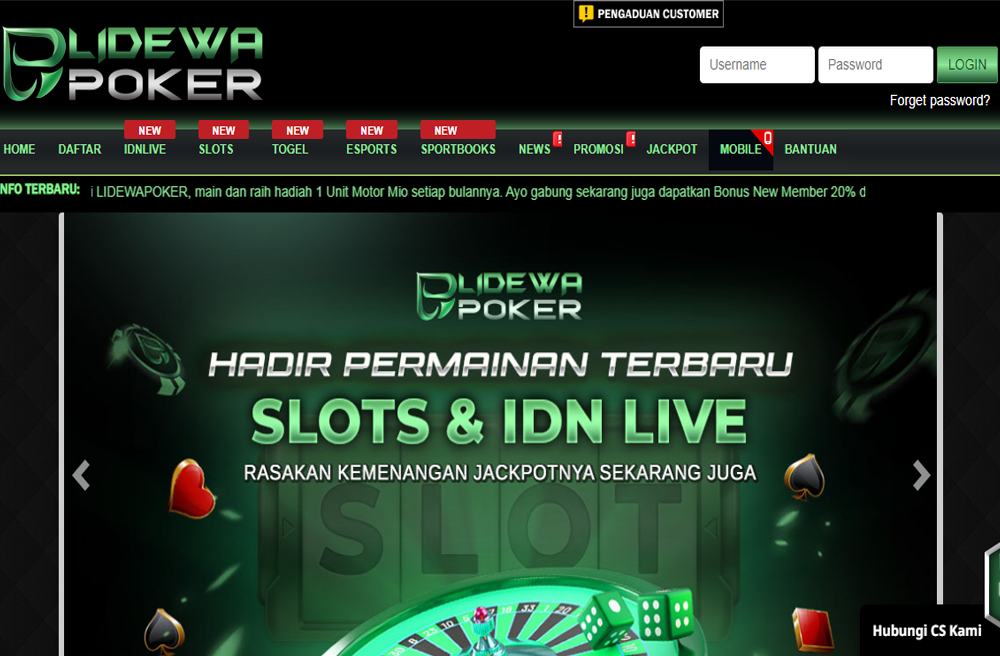 PENGADUAN CUSTOMER
LIDEWA
POKER
Username
Password
LOGIN
Forget password?
NEW
NEW
NEW
NEW
NEW
HOME
DAFTAR
IDNLIVE
SLOTS
TOGEL
ESPORTS
SPORTBOOKS
NEWS
PROMOSI
JACKPOT
MOBILE
BANTUAN
NFO TERBARU:
i LIDEWAPOKER, main dan raih hadiah 1 Unit Motor Mio setiap bulannya. Ayo gabung sekarang juga dapatkan Bonus New Member 20% d
LIDEWA
POKER
HADIR PERMAINAN TERBARU
SLOTS & IDN LIVE
RASAKAN KEMENANGAN JACKPOTNYA SEKARANG JUGA
SLOT
Hubungi CS Kami